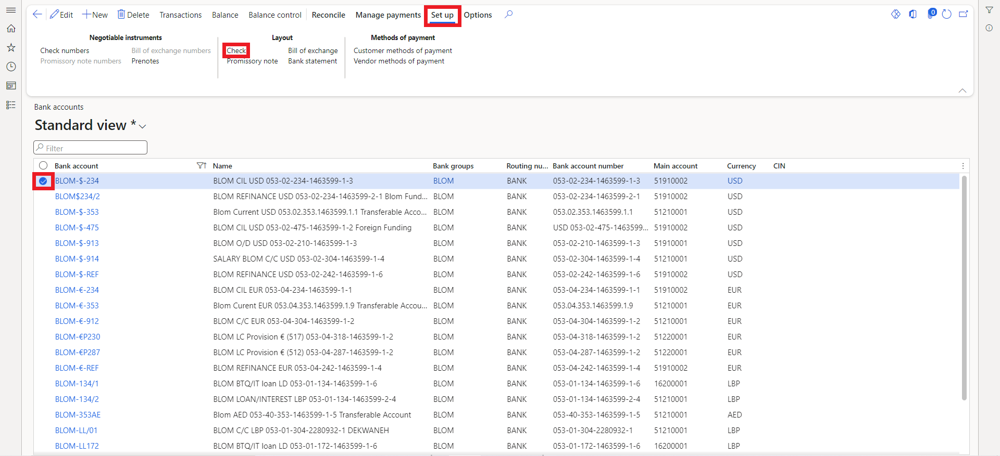 Edit New Delete Transactions Balance Balance control Reconcile Manage payments Set up Options 0
Negotiable instruments Layout Methods of payment
Check numbers Bill of exchange numbers Check Bill of exchange Customer methods of payment
Promissory note numbers Prenotes Promissory note Bank statement Vendor methods of payment
Bank accounts
Standard view *
Filter
Bank account Name Bank groups Routing nu... Bank account number Main account Currency CIN
BLOM-$-234 BLOM CIL USD 053-02-234-1463599-1-3 BLOM BANK 053-02-234-1463599-1-3 51910002 USD
BLOM$234/2 BLOM REFINANCE USD 053-02-234-1463599-2-1 Blom Fund... BLOM BANK 053-02-234-1463599-2-1 51910002 USD
BLOM-$-353 Blom Current USD 053.02.353.1463599.1.1 Transferable Acco... BLOM BANK 053.02.353.1463599.1.1 51210001 USD
BLOM-$-475 BLOM CIL USD 053-02-475-1463599-1-2 Foreign Funding BLOM BANK USD 053-02-475-1463599... 51910002 USD
BLOM-$-913 BLOM O/D USD 053-02-210-1463599-1-3 BLOM BANK 053-02-210-1463599-1-3 51910001 USD
BLOM-$-914 SALARY BLOM C/C USD 053-02-304-1463599-1-4 BLOM BANK 053-02-304-1463599-1-4 51210001 USD
BLOM-$-REF BLOM REFINANCE USD 053-02-242-1463599-1-6 BLOM BANK 053-02-242-1463599-1-6 51910002 USD
BLOM-€-234 BLOM CIL EUR 053-04-234-1463599-1-1 BLOM BANK 053-04-234-1463599-1-1 51910002 EUR
BLOM-€-353 Blom Curent EUR 053.04.353.1463599.1.9 Transferable Accou... BLOM BANK 053.04.353.1463599.1.9 51210001 EUR
BLOM-€-912 BLOM C/C EUR 053-04-304-1463599-1-2 BLOM BANK 053-04-304-1463599-1-2 51210001 EUR
BLOM-€P230 BLOM LC Provision € (517) 053-04-318-1463599-1-2 BLOM BANK 053-04-318-1463599-1-2 51220001 EUR
BLOM-€P287 BLOM LC Provision € (512) 053-04-287-1463599-1-2 BLOM BANK 053-04-287-1463599-1-2 51220001 EUR
BLOM-€-REF BLOM REFINANCE EUR 053-04-242-1463599-1-4 BLOM BANK 053-04-242-1463599-1-4 51910002 EUR
BLOM-134/1 BLOM BTQ/IT loan LD 053-01-134-1463599-1-6 BLOM BANK 053-01-134-1463599-1-6 16200001 LBP
BLOM-134/2 BLOM LOAN/INTEREST LBP 053-01-134-1463599-2-4 BLOM BANK 053-01-134-1463599-2-4 51210001 LBP
BLOM-353AE Blom AED 053-40-353-1463599-1-5 Transferable Account BLOM BANK 053-40-353-1463599-1-5 51210001 AED
BLOM-LL/01 BLOM C/C LBP 053-01-304-2280932-1 DEKWANEH BLOM BANK 053-01-304-2280932-1 51210001 LBP
BLOM-LL172 BLOM BTQ/IT loan LD 053-01-172-1463599-1-6 BLOM BANK 053-01-172-1463599-1-6 16200001 LBP